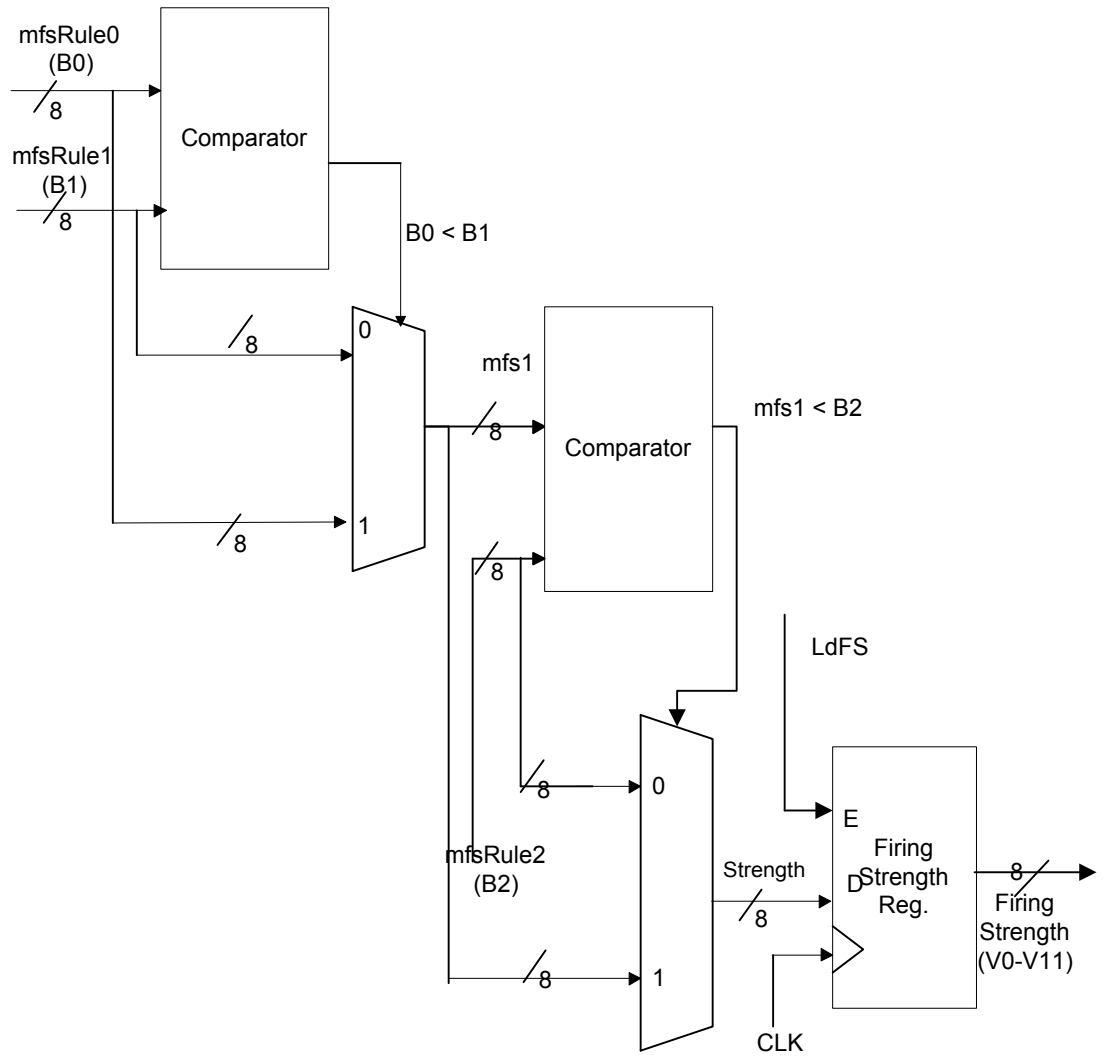 mfsRule0
(B0)
8
Comparator
mfsRule1
(B1)
8
B0 < B1
0
8
mfs1
8
mfs1 < B2
Comparator
1
8
8
LdFS
0
8
E
mfsRule2
(B2)
Strength
8
D
Firing
Strength
Reg.
8
Firing
Strength
(V0-V11)
1
8
CLK